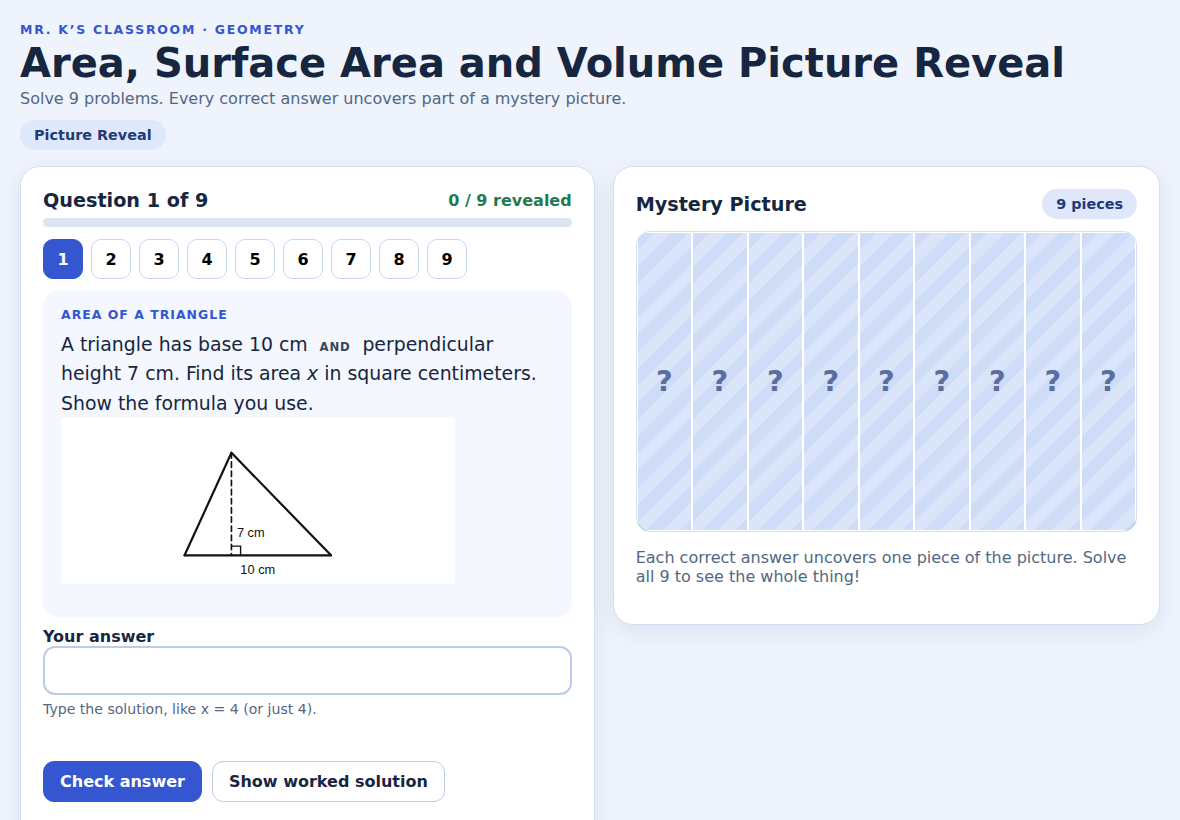 MR. K’S CLASSROOM · GEOMETRY
Area, Surface Area and Volume Picture Reveal
Solve 9 problems. Every correct answer uncovers part of a mystery picture.
Picture Reveal
Question 1 of 9
0 / 9 revealed
1 2 3 4 5 6 7 8 9
AREA OF A TRIANGLE
A triangle has base 10 cm AND perpendicular
height 7 cm. Find its area x in square centimeters.
Show the formula you use.
7 cm
10 cm
Your answer
Type the solution, like x = 4 (or just 4).
Check answer
Show worked solution
Mystery Picture
9 pieces
? ? ? ? ? ? ? ? ?
Each correct answer uncovers one piece of the picture. Solve
all 9 to see the whole thing!